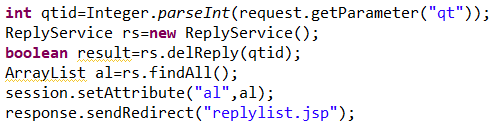 int qtid=Integer.parseInt(request.getParameter("qt"));
ReplyService rs=new ReplyService();
boolean result=rs.delReply(qtid);
ArrayList al=rs.findAll();
session.setAttribute("al",al);
response.sendRedirect("replylist.jsp");